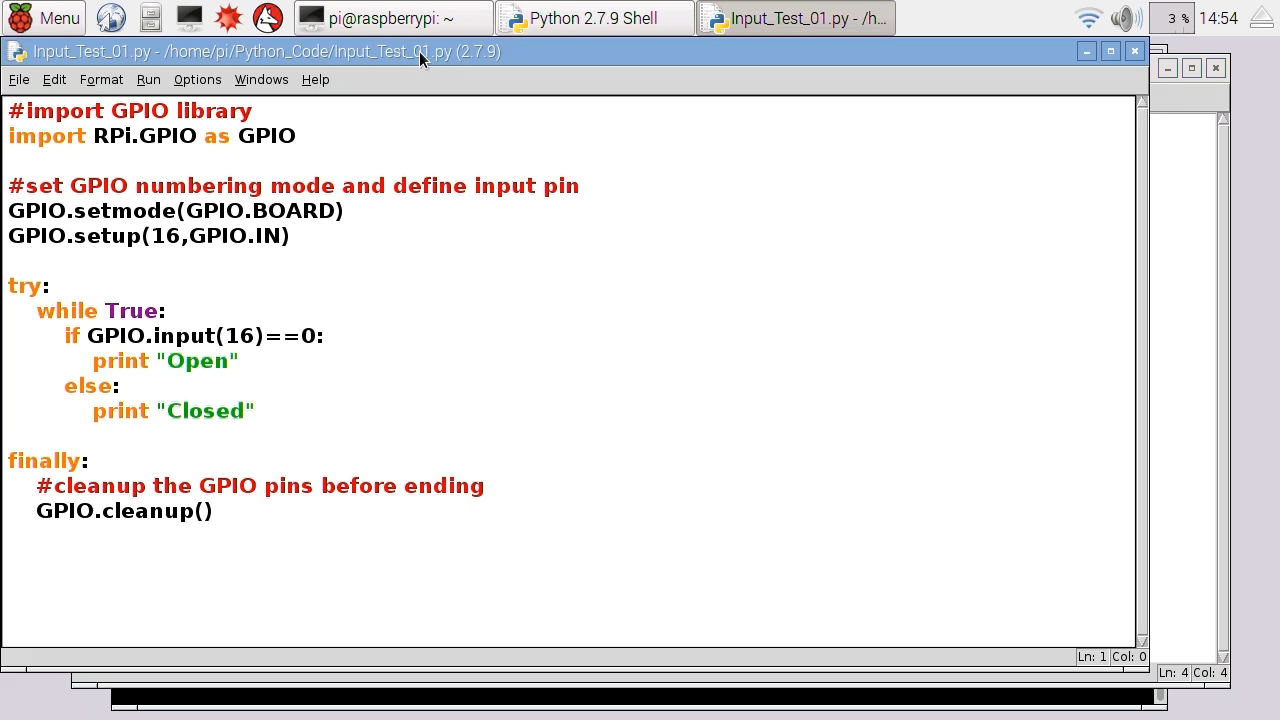 Menu
pi@raspberrypi: ~
Python 2.7.9 Shell
Input_Test_01.py - /h...
3 %
14:54
Input_Test_01.py - /home/pi/Python_Code/Input_Test_01.py (2.7.9)
File Edit Format Run Options Windows Help
#import GPIO library
import RPi.GPIO as GPIO
#set GPIO numbering mode and define input pin
GPIO.setmode(GPIO.BOARD)
GPIO.setup(16,GPIO.IN)
try:
while True:
if GPIO.input(16)==0:
print "Open"
else:
print "Closed"
finally:
#cleanup the GPIO pins before ending
GPIO.cleanup()
Ln: 1 Col: 0
Ln: 4 Col: 4